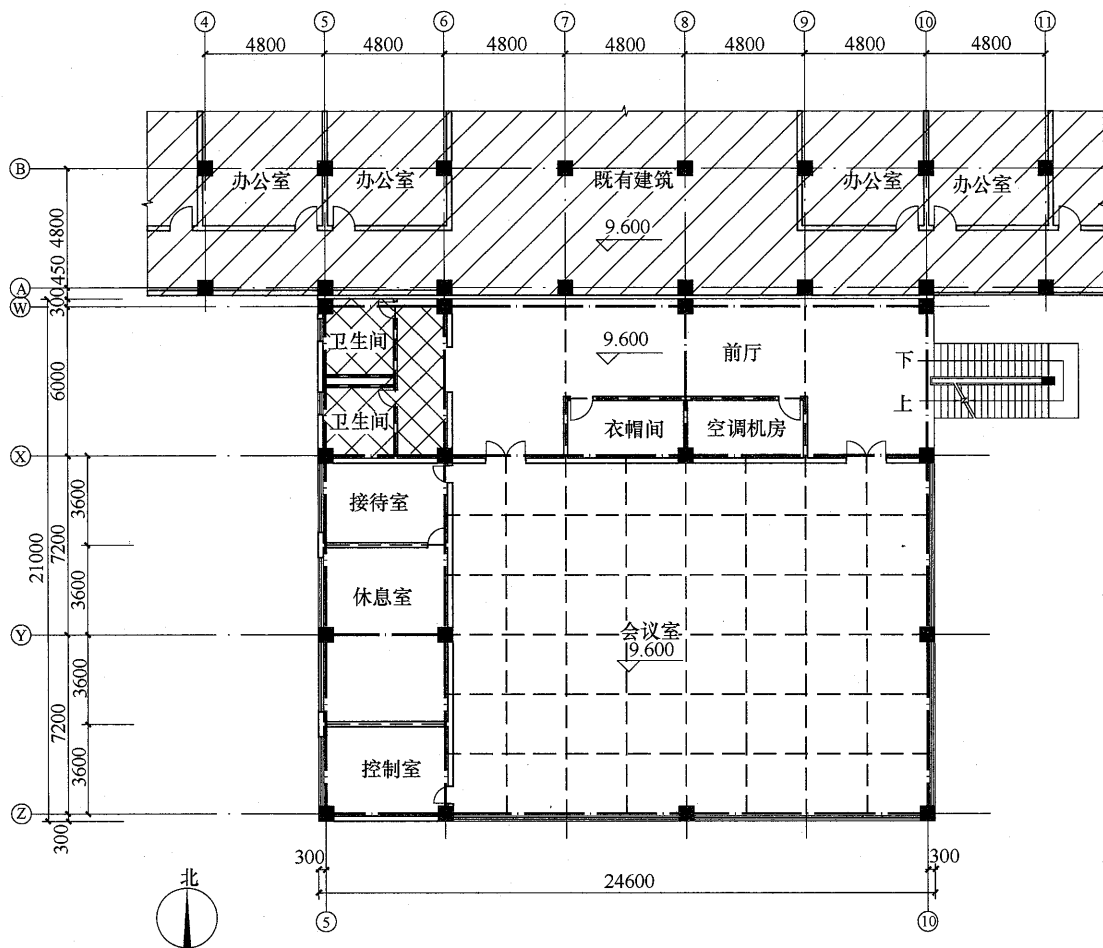 4 5 6 7 8 9 10 11
4800 4800 4800 4800 4800 4800 4800
B
办公室 办公室 既有建筑 办公室 办公室
4800
9.600
450
A
300
W
卫生间 9.600 前厅 下
6000
上
卫生间 衣帽间 空调机房
X
接待室
3600
7200
21000
3600
休息室
Y
会议室
9.600
3600
7200
3600
控制室
Z
300
300 300
24600
北
5 10